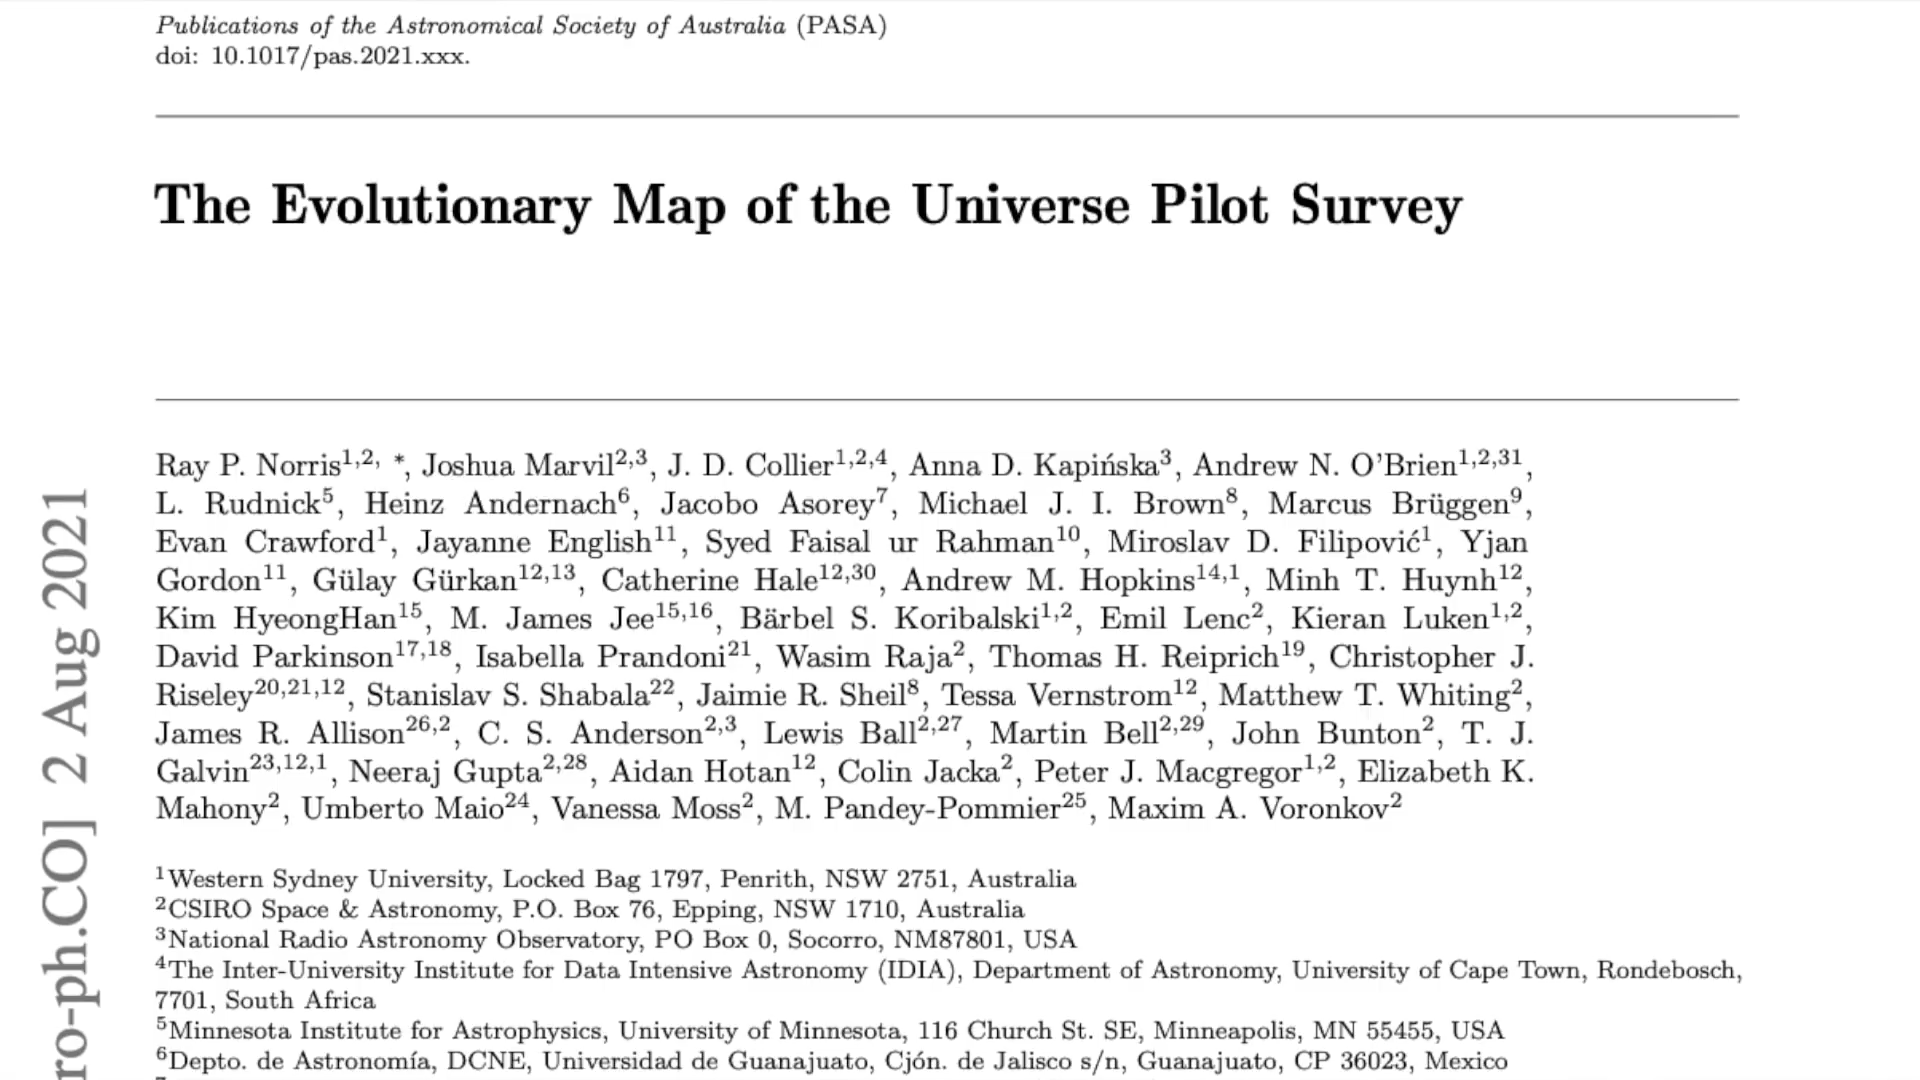 Publications of the Astronomical Society of Australia (PASA)
doi: 10.1017/pas.2021.xxx.
The Evolutionary Map of the Universe Pilot Survey
Ray P. Norris1,2, *, Joshua Marvil2,3, J. D. Collier1,2,4, Anna D. Kapińska3, Andrew N. O'Brien1,2,31,
L. Rudnick5, Heinz Andernach6, Jacobo Asorey7, Michael J. I. Brown8, Marcus Brüggen9,
Evan Crawford1, Jayanne English11, Syed Faisal ur Rahman10, Miroslav D. Filipović1, Yjan
Gordon11, Gülay Gürkan12,13, Catherine Hale12,30, Andrew M. Hopkins14,1, Minh T. Huynh12,
Kim HyeongHan15, M. James Jee15,16, Bärbel S. Koribalski1,2, Emil Lenc2, Kieran Luken1,2,
David Parkinson17,18, Isabella Prandoni21, Wasim Raja2, Thomas H. Reiprich19, Christopher J.
Riseley20,21,12, Stanislav S. Shabala22, Jaimie R. Sheil8, Tessa Vernstrom12, Matthew T. Whiting2,
James R. Allison26,2, C. S. Anderson2,3, Lewis Ball2,27, Martin Bell2,29, John Bunton2, T. J.
Galvin23,12,1, Neeraj Gupta2,28, Aidan Hotan12, Colin Jacka2, Peter J. Macgregor1,2, Elizabeth K.
Mahony2, Umberto Maio24, Vanessa Moss2, M. Pandey-Pommier25, Maxim A. Voronkov2
1Western Sydney University, Locked Bag 1797, Penrith, NSW 2751, Australia
2CSIRO Space & Astronomy, P.O. Box 76, Epping, NSW 1710, Australia
3National Radio Astronomy Observatory, PO Box 0, Socorro, NM87801, USA
4The Inter-University Institute for Data Intensive Astronomy (IDIA), Department of Astronomy, University of Cape Town, Rondebosch,
7701, South Africa
5Minnesota Institute for Astrophysics, University of Minnesota, 116 Church St. SE, Minneapolis, MN 55455, USA
6Depto. de Astronomía, DCNE, Universidad de Guanajuato, Cjón. de Jalisco s/n, Guanajuato, CP 36023, Mexico
ro-ph.CO] 2 Aug 2021